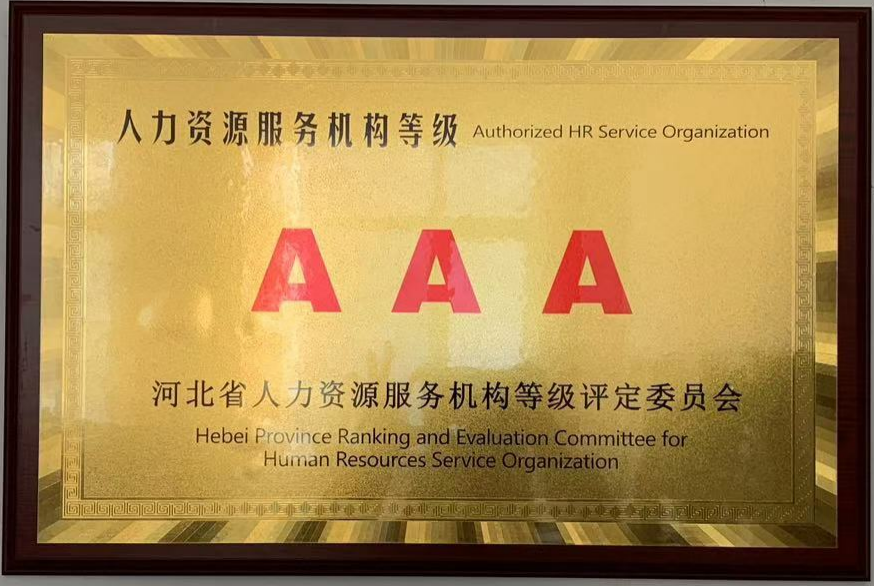 人力资源服务机构等级 Authorized HR Service Organization
A A A
河北省人力资源服务机构等级评定委员会
Hebei Province Ranking and Evaluation Committee for
Human Resources Service Organization